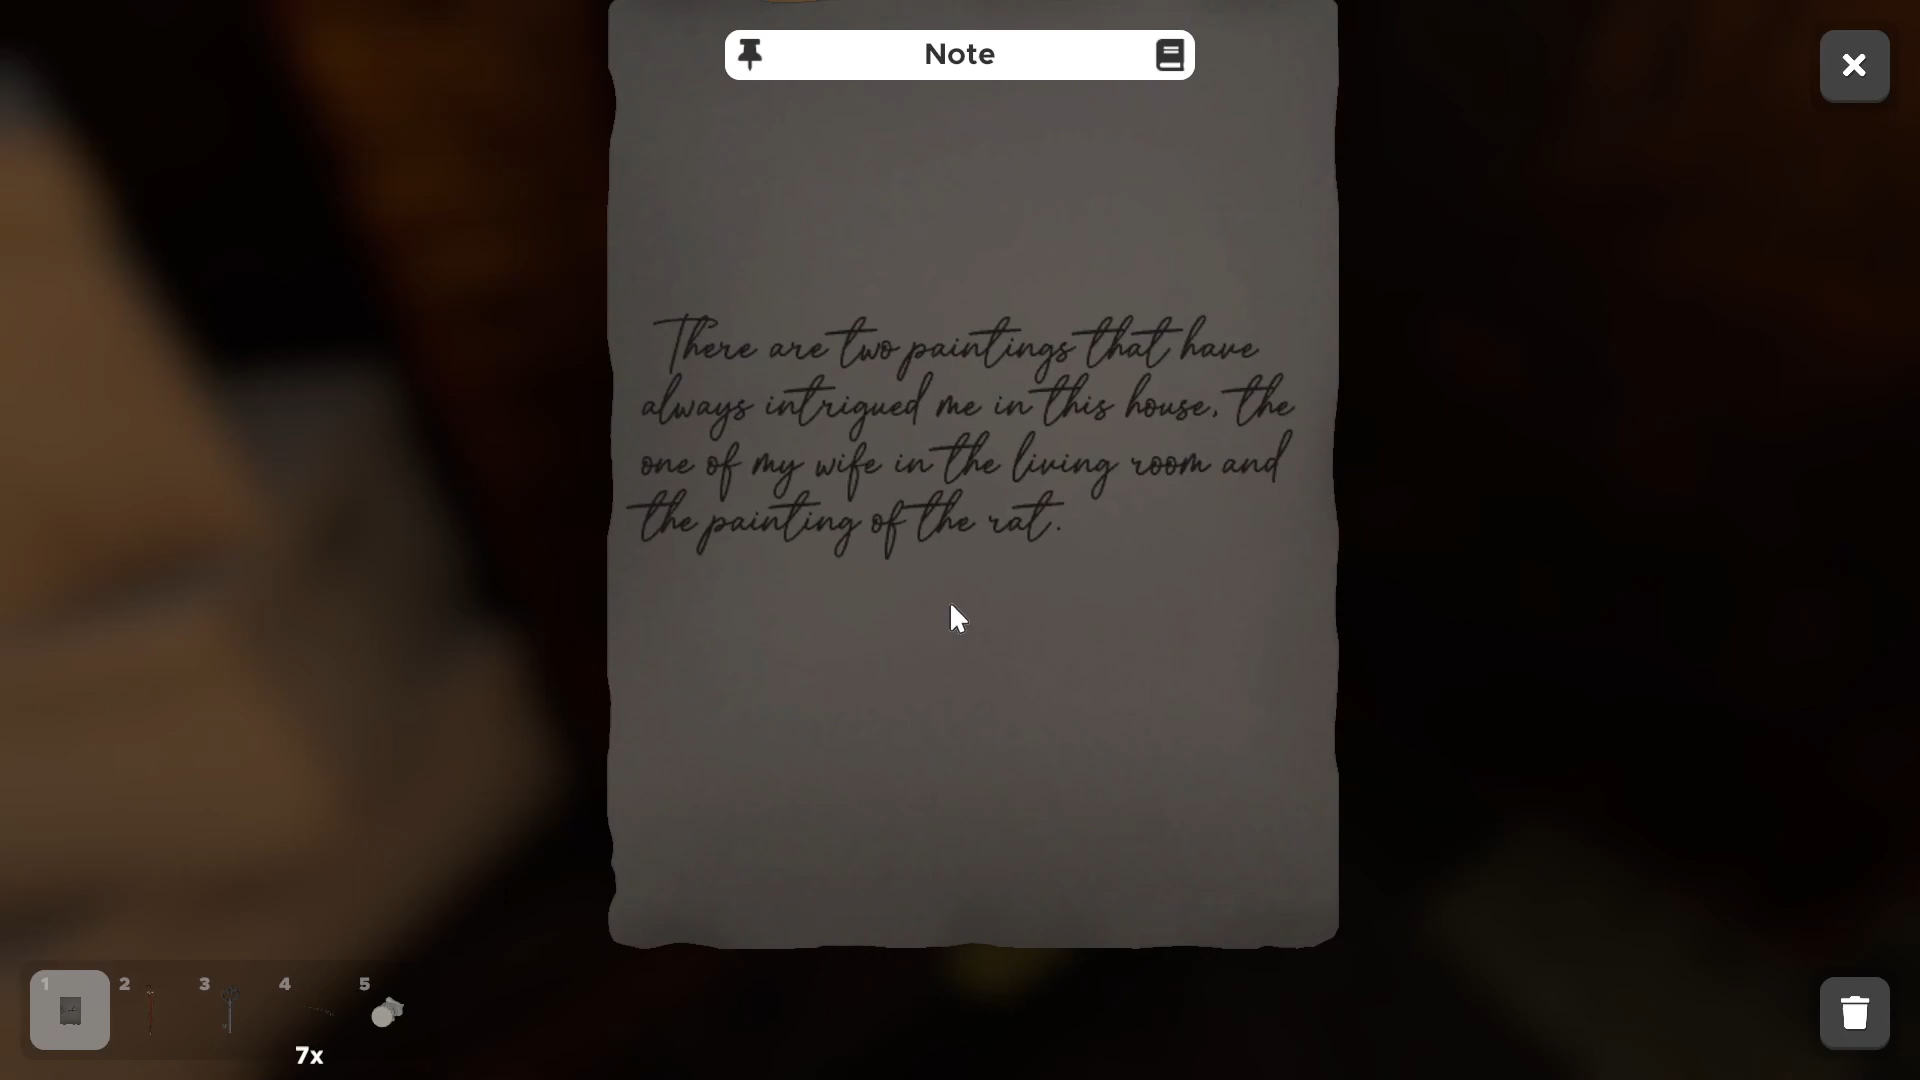 Note
There are two paintings that have
always intrigued me in this house, the
one of my wife in the living room and
the painting of the rat.
1 2 3 4 5
7x